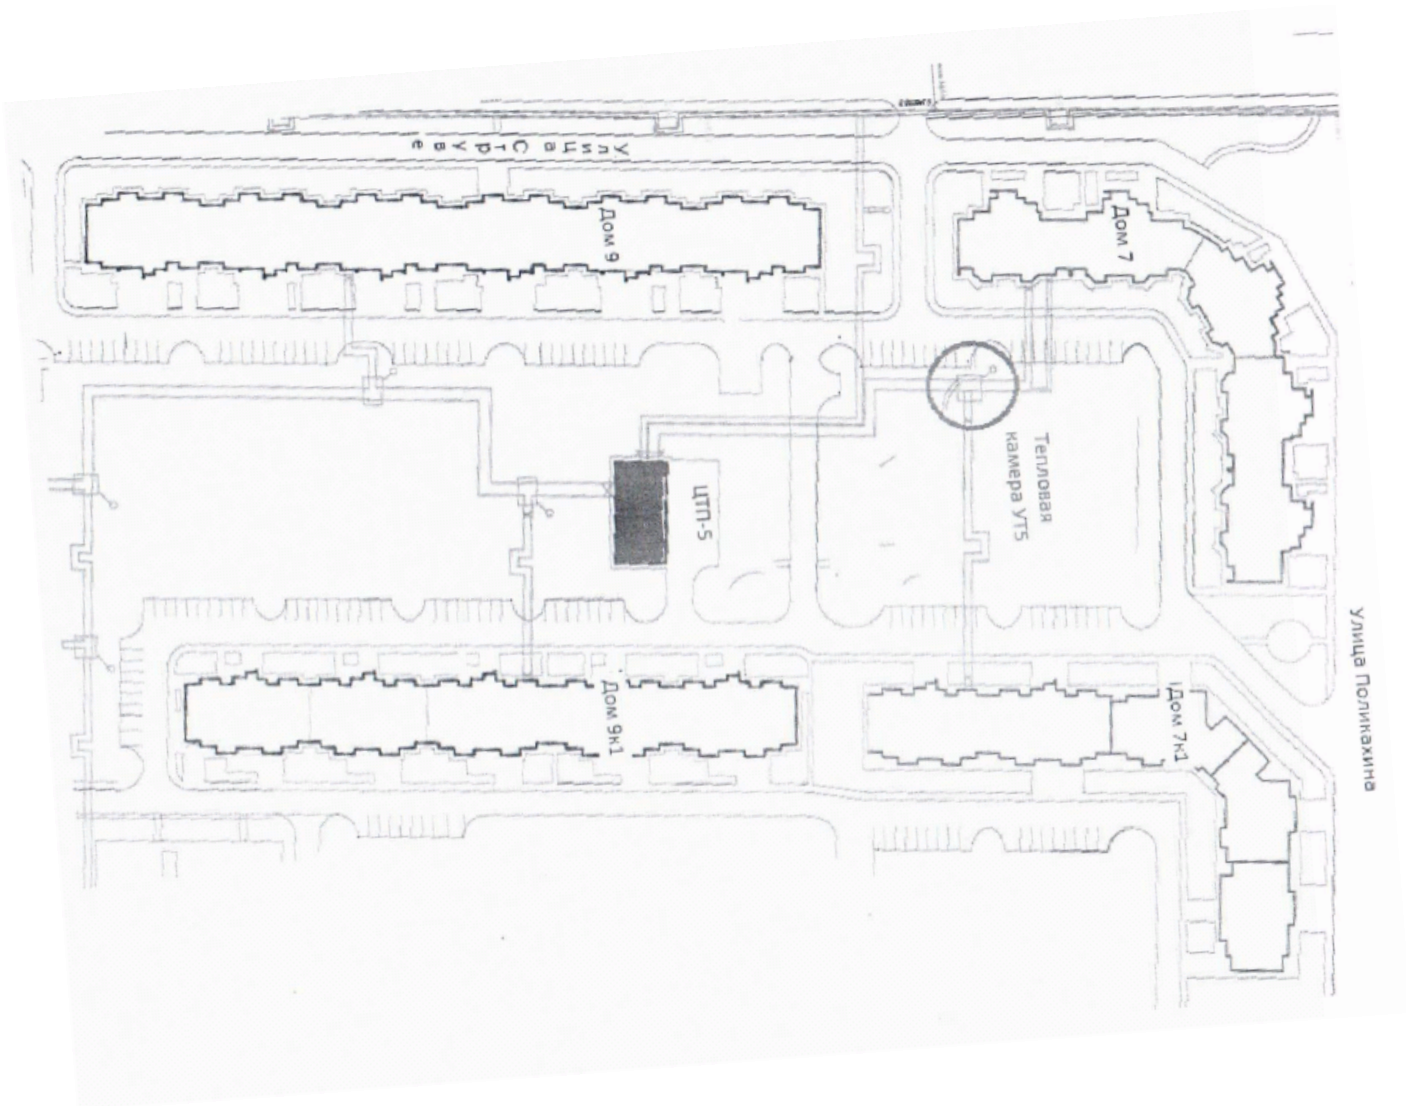 Улица Струве
Дом 9
Дом 7
Тепловая
камера УТ5
ЦТП-5
Улица Поликахина
Дом 9к1
Дом 7к1